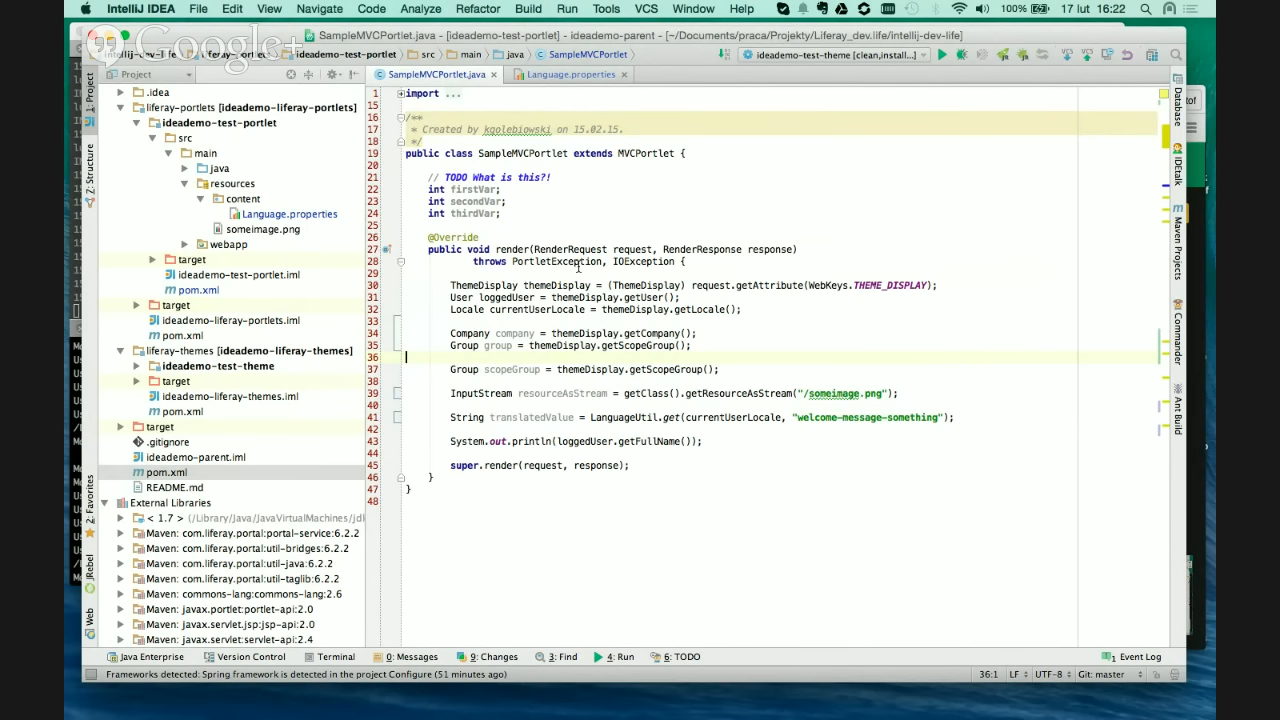 IntelliJ IDEA File Edit View Navigate Code Analyze Refactor Build Run Tools VCS Window Help 100% 17 lut 16:22
Google+
SampleMVCPortlet.java - [ideademo-test-portlet] - ideademo-parent - [~/Documents/praca/Projekty/Liferay_dev.life/intellij-dev-life]
intellij-dev-life liferay-portlets ideademo-test-portlet src main java SampleMVCPortlet ideademo-theme [clean,install...]
Project SampleMVCPortlet.java Language.properties
.idea
liferay-portlets [ideademo-liferay-portlets]
ideademo-test-portlet
src
main
java
resources
content
Language.properties
someimage.png
webapp
target
ideademo-test-portlet.iml
pom.xml
target
ideademo-liferay-portlets.iml
pom.xml
liferay-themes [ideademo-liferay-themes]
ideademo-test-theme
target
ideademo-liferay-themes.iml
pom.xml
target
.gitignore
ideademo-parent.iml
pom.xml
README.md
External Libraries
< 1.7 > (/Library/Java/JavaVirtualMachines/jdk
Maven: com.liferay.portal:portal-service:6.2.2
Maven: com.liferay.portal:util-bridges:6.2.2
Maven: com.liferay.portal:util-java:6.2.2
Maven: com.liferay.portal:util-taglib:6.2.2
Maven: commons-lang:commons-lang:2.6
Maven: javax.portlet:portlet-api:2.0
Maven: javax.servlet.jsp:jsp-api:2.0
Maven: javax.servlet:servlet-api:2.4
1: Project
7: Structure
2: Favorites
JRebel
Web
1 import ...
15
16 /**
17 * Created by kgolebiowski on 15.02.15.
18 */
19 public class SampleMVCPortlet extends MVCPortlet {
20
21 // TODO What is this?!
22 int firstVar;
23 int secondVar;
24 int thirdVar;
25
26 @Override
27 public void render(RenderRequest request, RenderResponse response)
28 throws PortletException, IOException {
29
30 ThemeDisplay themeDisplay = (ThemeDisplay) request.getAttribute(WebKeys.THEME_DISPLAY);
31 User loggedUser = themeDisplay.getUser();
32 Locale currentUserLocale = themeDisplay.getLocale();
33
34 Company company = themeDisplay.getCompany();
35 Group group = themeDisplay.getScopeGroup();
36
37 Group scopeGroup = themeDisplay.getScopeGroup();
38
39 InputStream resourceAsStream = getClass().getResourceAsStream("/someimage.png");
40
41 String translatedValue = LanguageUtil.get(currentUserLocale, "welcome-message-something");
42
43 System.out.println(loggedUser.getFullName());
44
45 super.render(request, response);
46 }
47 }
48
Database
IDEtalk
Maven Projects
Commander
Ant Build
Java Enterprise Version Control Terminal 0: Messages 9: Changes 3: Find 4: Run 6: TODO 1 Event Log
Frameworks detected: Spring framework is detected in the project Configure (51 minutes ago) 36:1 LF UTF-8 Git: master